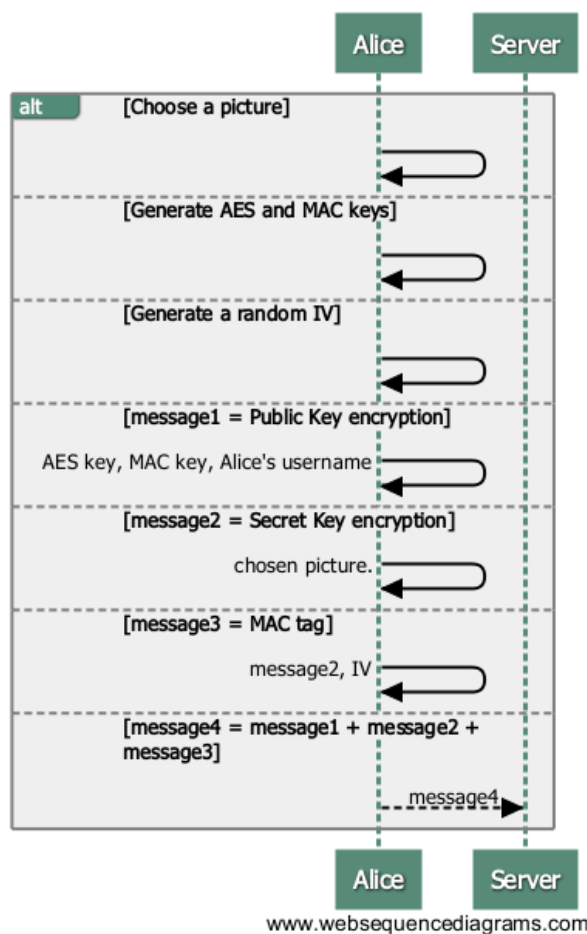 Alice Server
alt [Choose a picture]
[Generate AES and MAC keys]
[Generate a random IV]
[message1 = Public Key encryption]
AES key, MAC key, Alice's username
[message2 = Secret Key encryption]
chosen picture.
[message3 = MAC tag]
message2, IV
[message4 = message1 + message2 +
message3]
message4
Alice Server
www.websequencediagrams.com